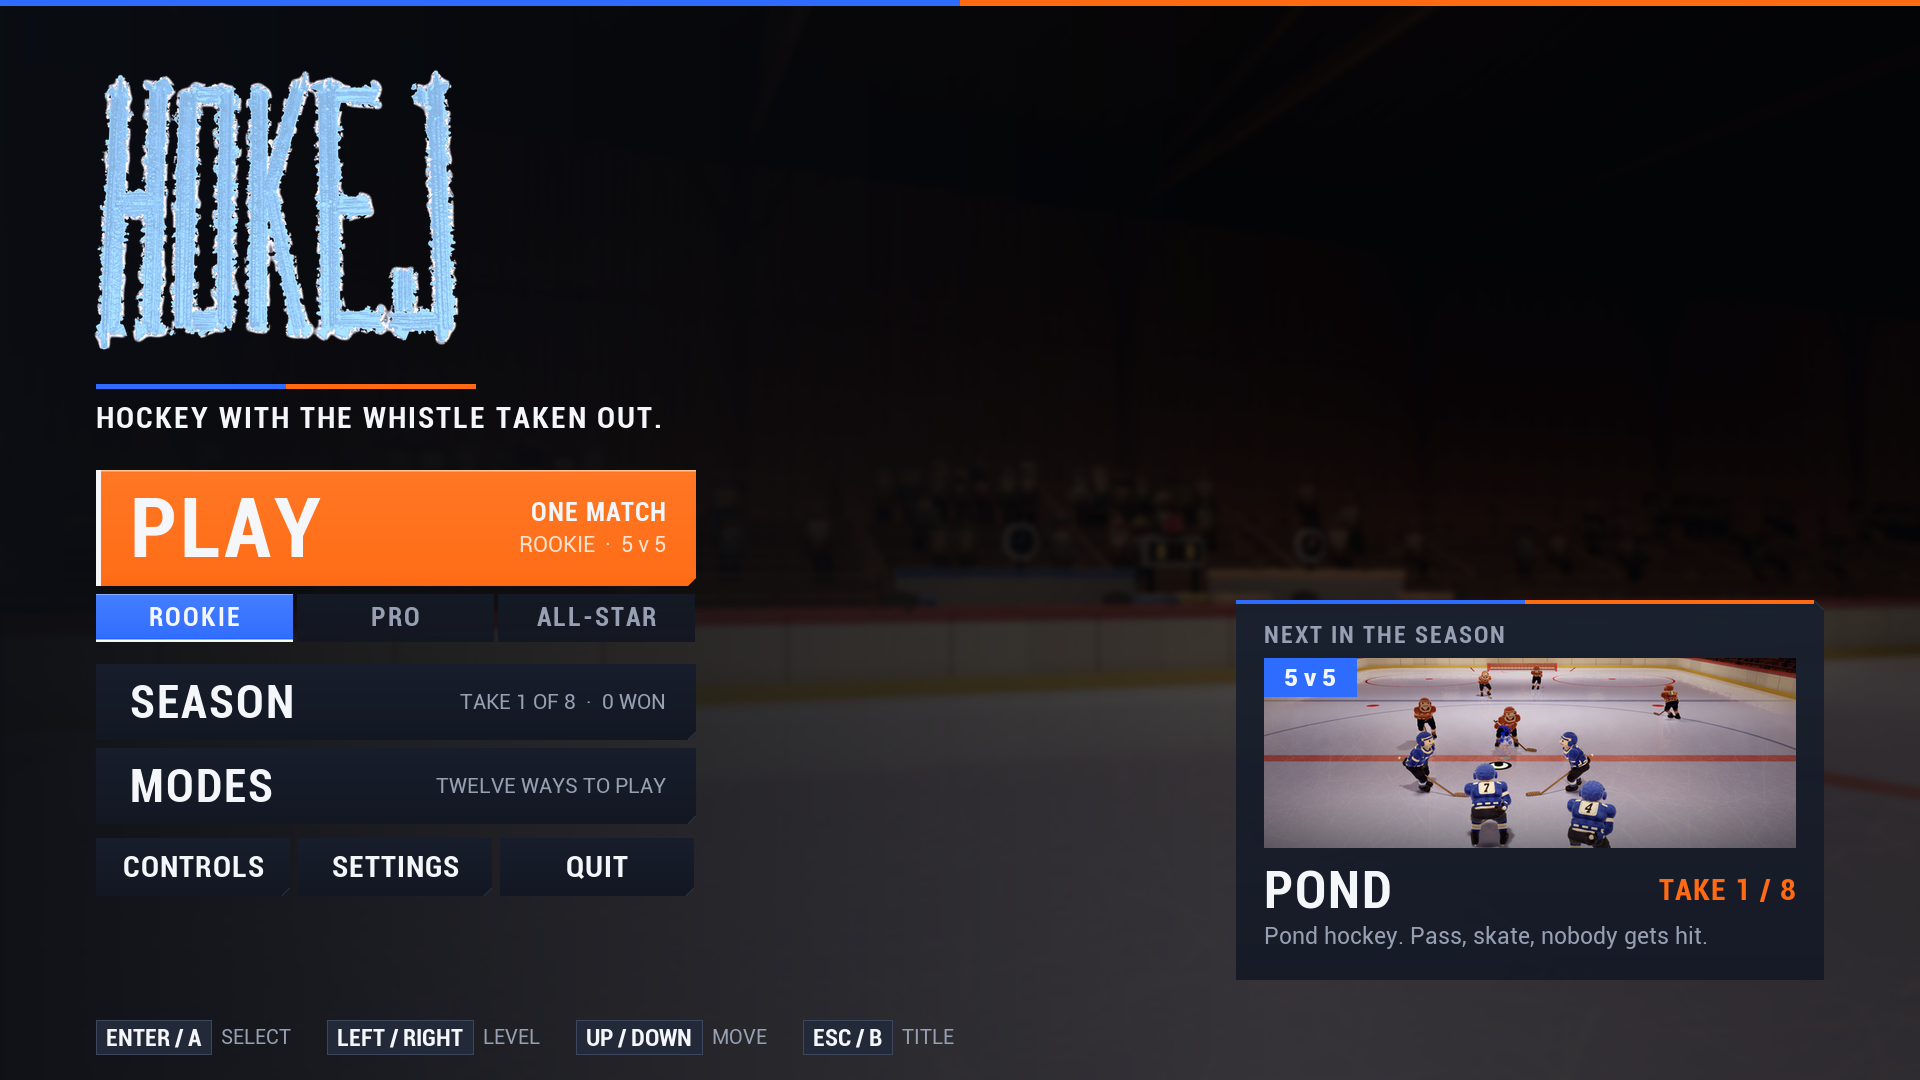 HOKEJ
HOCKEY WITH THE WHISTLE TAKEN OUT.
PLAY
ONE MATCH
ROOKIE · 5 v 5
ROOKIE
PRO
ALL-STAR
SEASON
TAKE 1 OF 8 · 0 WON
MODES
TWELVE WAYS TO PLAY
CONTROLS
SETTINGS
QUIT
NEXT IN THE SEASON
5 v 5
7
4
POND
TAKE 1 / 8
Pond hockey. Pass, skate, nobody gets hit.
ENTER / A SELECT
LEFT / RIGHT LEVEL
UP / DOWN MOVE
ESC / B TITLE